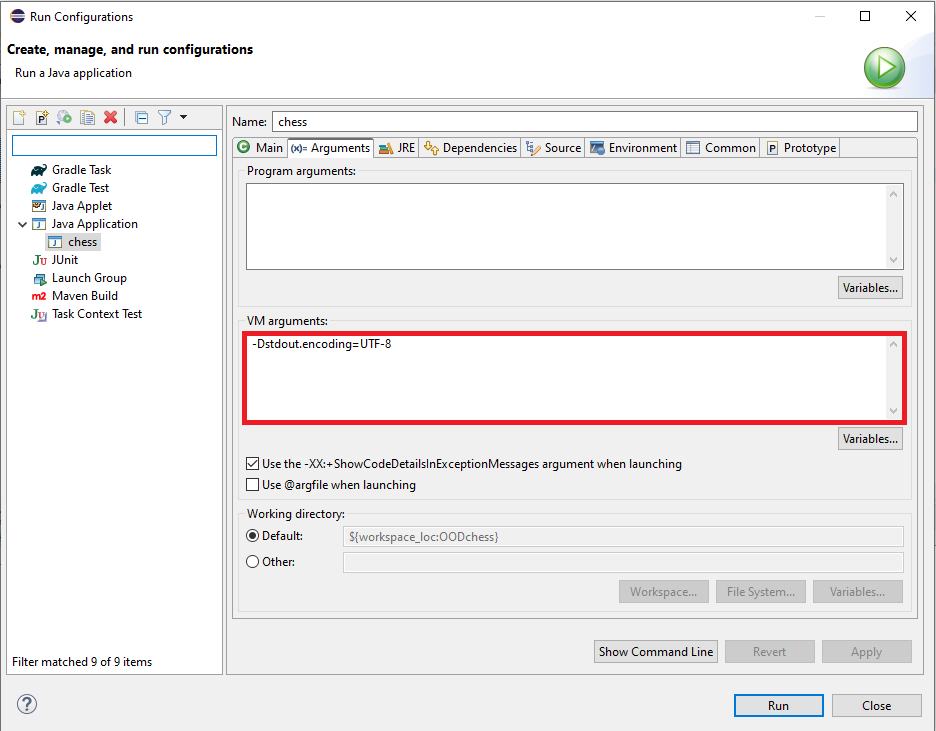 Run Configurations
Create, manage, and run configurations
Run a Java application
Name: chess
Main (x)= Arguments JRE Dependencies Source Environment Common Prototype
Gradle Task
Gradle Test
Java Applet
Java Application
chess
JUnit
Launch Group
Maven Build
Task Context Test
Filter matched 9 of 9 items
Program arguments:
Variables...
VM arguments:
-Dstdout.encoding=UTF-8
Variables...
Use the -XX:+ShowCodeDetailsInExceptionMessages argument when launching
Use @argfile when launching
Working directory:
Default: ${workspace_loc:OODchess}
Other:
Workspace... File System... Variables...
Show Command Line Revert Apply
Run Close